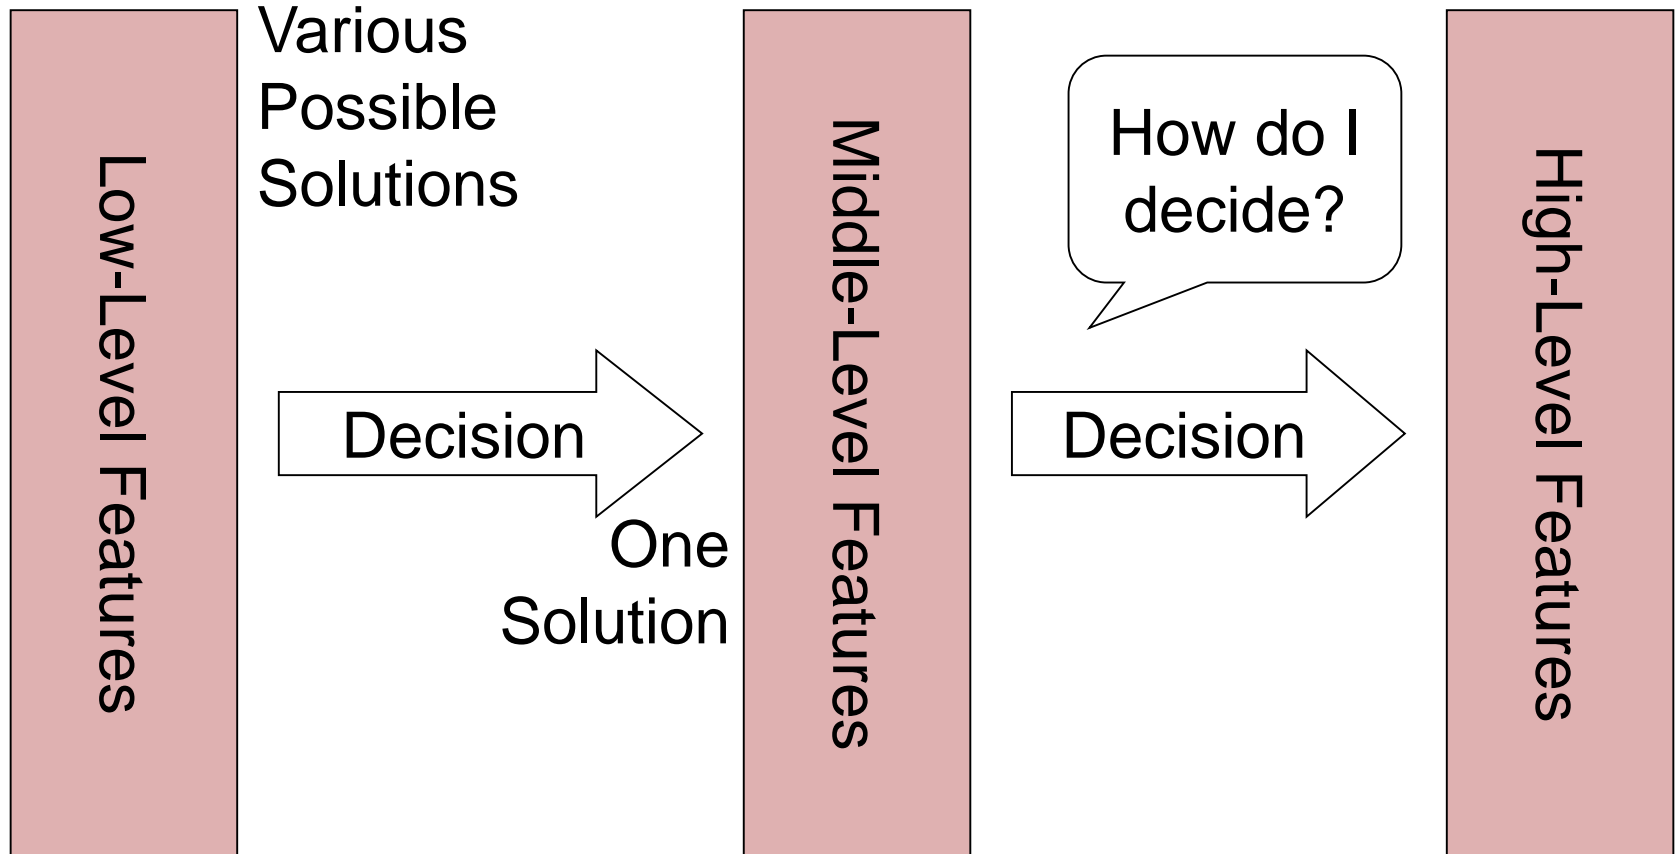 Low-Level Features
Various
Possible
Solutions
Decision
One
Solution
Middle-Level Features
How do I
decide?
Decision
High-Level Features